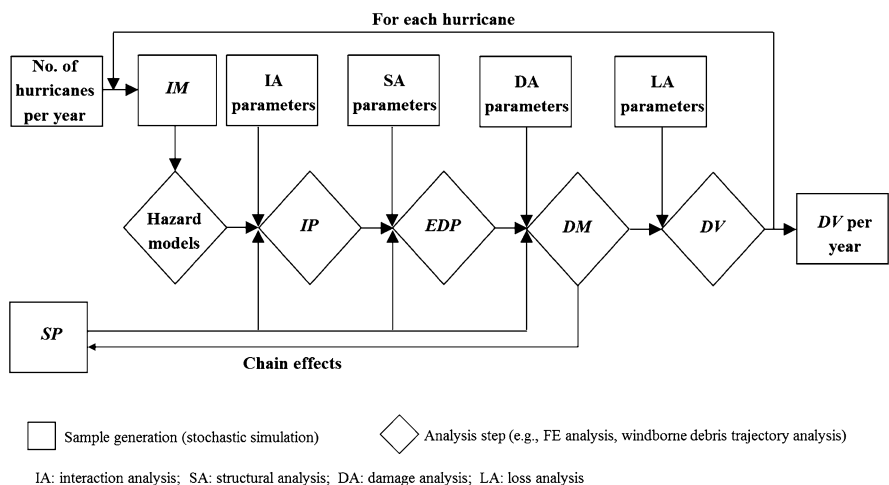 For each hurricane
No. of
hurricanes
per year
IM
IA
parameters
SA
parameters
DA
parameters
LA
parameters
Hazard
models
IP
EDP
DM
DV
DV per
year
SP
Chain effects
Sample generation (stochastic simulation)
Analysis step (e.g., FE analysis, windborne debris trajectory analysis)
IA: interaction analysis; SA: structural analysis; DA: damage analysis; LA: loss analysis